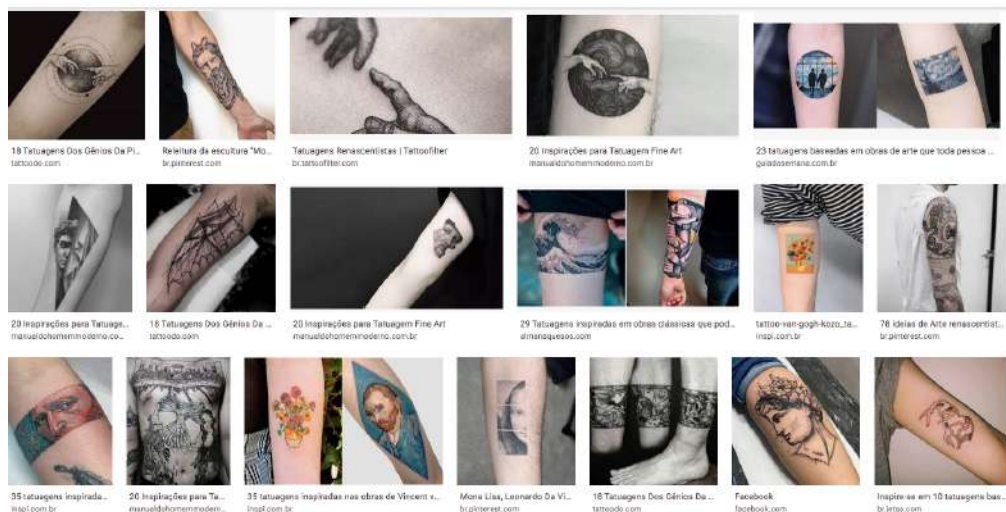 18 Tatuagens Dos Gênios Da Pi...
tattoodo.com
Releitura da escultura "Mo...
br.pinterest.com
Tatuagens Renascentistas | Tattoofilter
br.tattoofilter.com
20 Inspirações para Tatuagem Fine Art
manualdohomemmoderno.com.br
23 tatuagens baseadas em obras de arte que toda pessoa ...
guiadasemana.com.br
20 Inspirações para Tatuage...
manualdohomemmoderno.co...
18 Tatuagens Dos Gênios Da ...
tattoodo.com
20 Inspirações para Tatuagem Fine Art
manualdohomemmoderno.com.br
29 Tatuagens inspiradas em obras clássicas que pod...
almanaquesos.com
tattoo-van-gogh-kozo_ta...
inspi.com.br
78 ideias de Arte renascentist...
br.pinterest.com
35 tatuagens inspirada...
inspi.com.br
20 Inspirações para Ta...
manualdohomemmodern...
35 tatuagens inspiradas nas obras de Vincent v...
inspi.com.br
Mona Lisa, Leonardo Da Vi...
br.pinterest.com
18 Tatuagens Dos Gênios Da ...
tattoodo.com
Facebook
facebook.com
Inspire-se em 10 tatuagens bas...